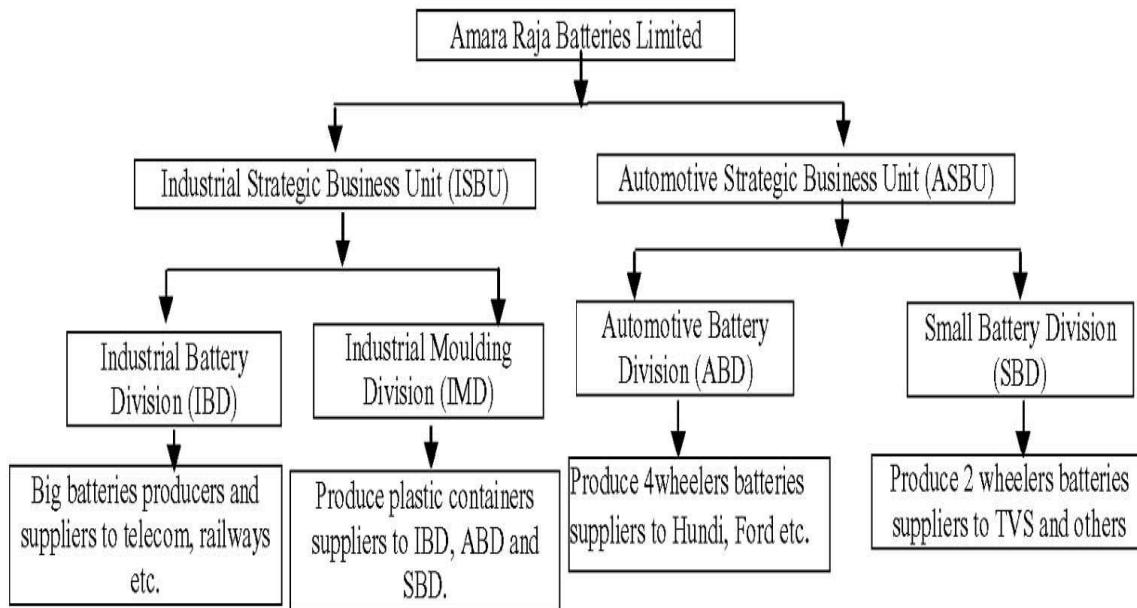 Amara Raja Batteries Limited
Industrial Strategic Business Unit (ISBU)
Automotive Strategic Business Unit (ASBU)
Industrial Battery
Division (IBD)
Industrial Moulding
Division (IMD)
Automotive Battery
Division (ABD)
Small Battery Division
(SBD)
Big batteries producers and
suppliers to telecom, railways
etc.
Produce plastic containers
suppliers to IBD, ABD and
SBD.
Produce 4wheelers batteries
suppliers to Hundi, Ford etc.
Produce 2 wheelers batteries
suppliers to TVS and others